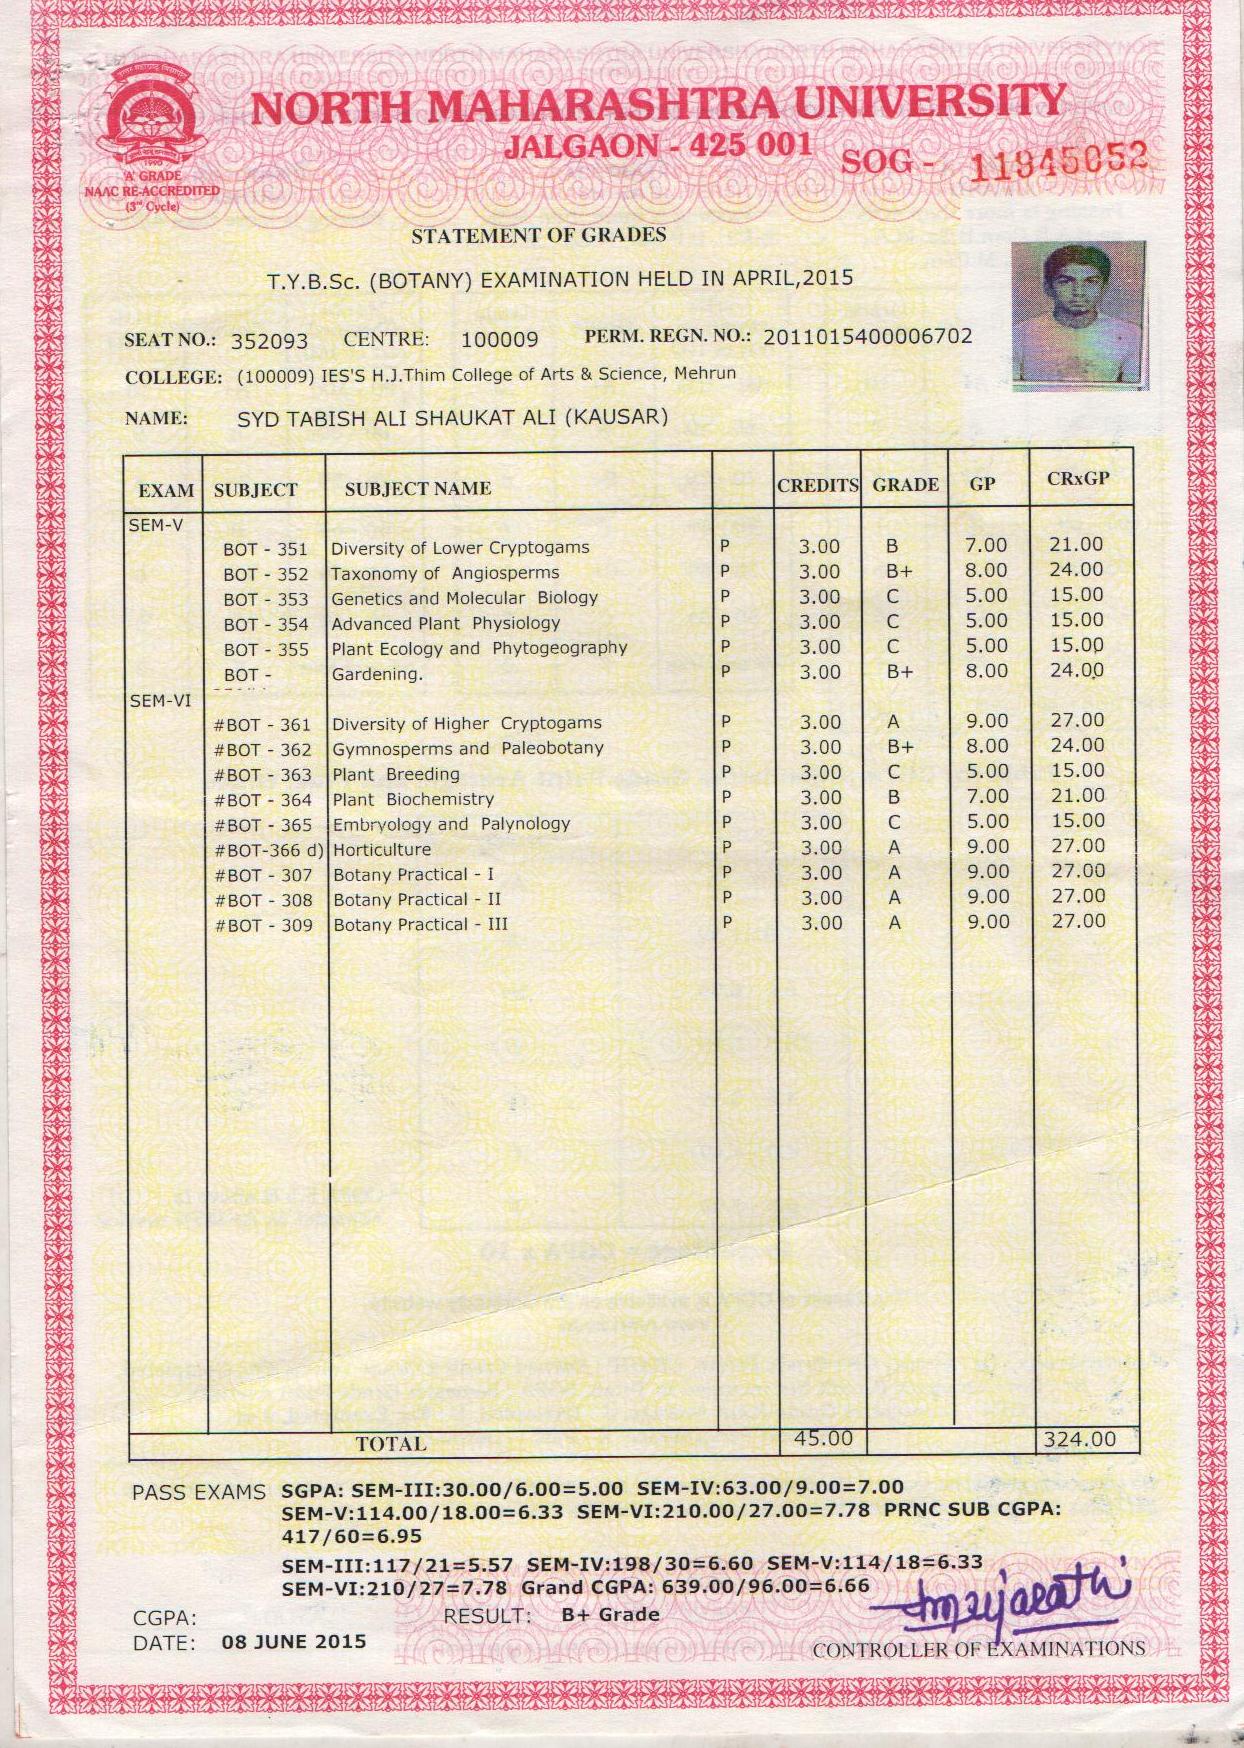 NORTH MAHARASHTRA UNIVERSITY
JALGAON - 425 001
SOG - 11945052
1990
'A' GRADE
NAAC RE-ACCREDITED
(3rd Cycle)
STATEMENT OF GRADES
T.Y.B.Sc. (BOTANY) EXAMINATION HELD IN APRIL,2015
SEAT NO.: 352093 CENTRE: 100009 PERM. REGN. NO.: 2011015400006702
COLLEGE: (100009) IES'S H.J.Thim College of Arts & Science, Mehrun
NAME: SYD TABISH ALI SHAUKAT ALI (KAUSAR)
EXAM SUBJECT SUBJECT NAME CREDITS GRADE GP CRxGP
SEM-V
BOT - 351 Diversity of Lower Cryptogams P 3.00 B 7.00 21.00
BOT - 352 Taxonomy of Angiosperms P 3.00 B+ 8.00 24.00
BOT - 353 Genetics and Molecular Biology P 3.00 C 5.00 15.00
BOT - 354 Advanced Plant Physiology P 3.00 C 5.00 15.00
BOT - 355 Plant Ecology and Phytogeography P 3.00 C 5.00 15.00
BOT - Gardening. P 3.00 B+ 8.00 24.00
SEM-VI
#BOT - 361 Diversity of Higher Cryptogams P 3.00 A 9.00 27.00
#BOT - 362 Gymnosperms and Paleobotany P 3.00 B+ 8.00 24.00
#BOT - 363 Plant Breeding P 3.00 C 5.00 15.00
#BOT - 364 Plant Biochemistry P 3.00 B 7.00 21.00
#BOT - 365 Embryology and Palynology P 3.00 C 5.00 15.00
#BOT-366 d) Horticulture P 3.00 A 9.00 27.00
#BOT - 307 Botany Practical - I P 3.00 A 9.00 27.00
#BOT - 308 Botany Practical - II P 3.00 A 9.00 27.00
#BOT - 309 Botany Practical - III P 3.00 A 9.00 27.00
TOTAL 45.00 324.00
PASS EXAMS SGPA: SEM-III:30.00/6.00=5.00 SEM-IV:63.00/9.00=7.00
SEM-V:114.00/18.00=6.33 SEM-VI:210.00/27.00=7.78 PRNC SUB CGPA:
417/60=6.95
SEM-III:117/21=5.57 SEM-IV:198/30=6.60 SEM-V:114/18=6.33
SEM-VI:210/27=7.78 Grand CGPA: 639.00/96.00=6.66
CGPA: RESULT: B+ Grade
DATE: 08 JUNE 2015
CONTROLLER OF EXAMINATIONS